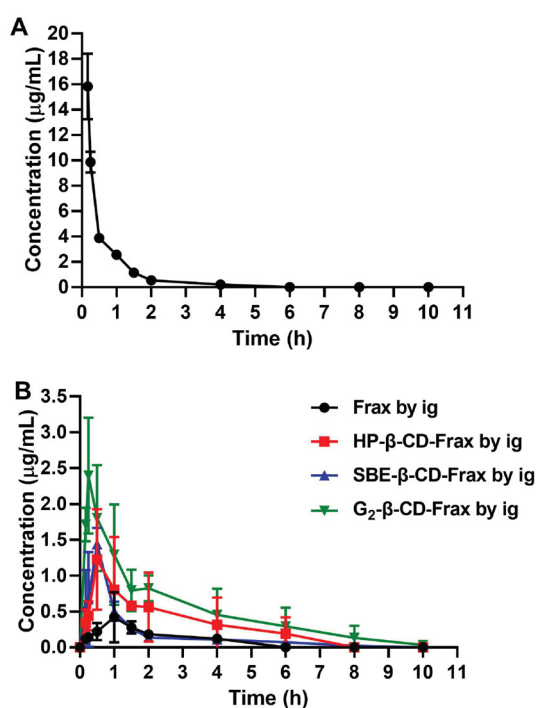 A
Concentration (μg/mL)
20
18
16
14
12
10
8
6
4
2
0
0 1 2 3 4 5 6 7 8 9 10 11
Time (h)
B
Concentration (μg/mL)
3.5
3.0
2.5
2.0
1.5
1.0
0.5
0.0
0 1 2 3 4 5 6 7 8 9 10 11
Time (h)
Frax by ig
HP-β-CD-Frax by ig
SBE-β-CD-Frax by ig
G₂-β-CD-Frax by ig